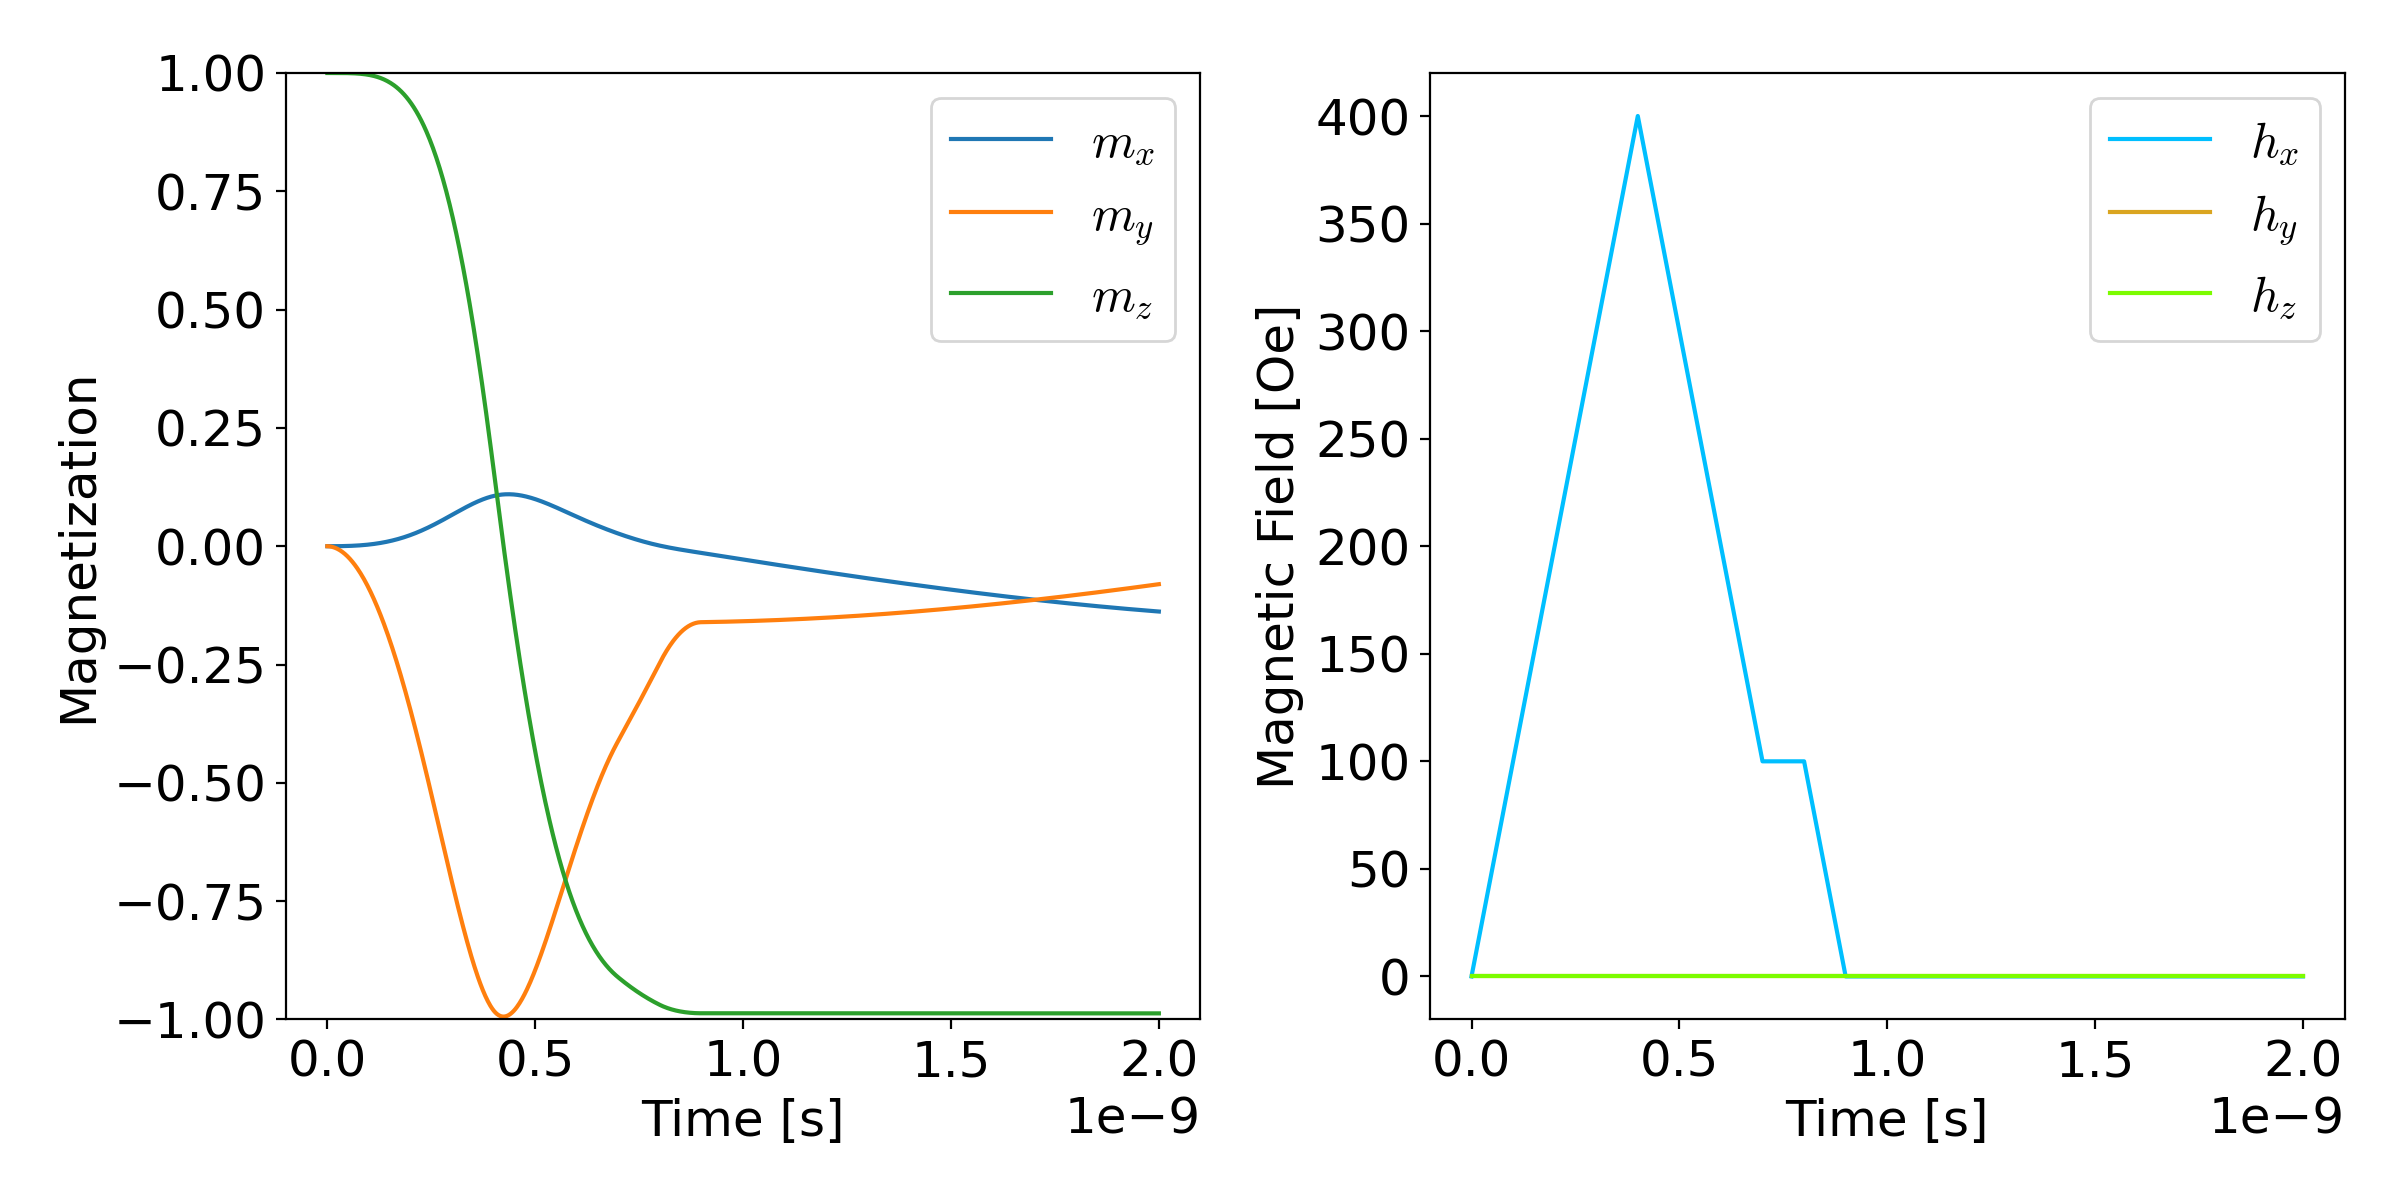 1.00
0.75
0.50
0.25
0.00
−0.25
−0.50
−0.75
−1.00
Magnetization
0.0 0.5 1.0 1.5 2.0
Time [s]
1e−9
m_x
m_y
m_z
400
350
300
250
200
150
100
50
0
Magnetic Field [Oe]
0.0 0.5 1.0 1.5 2.0
Time [s]
1e−9
h_x
h_y
h_z